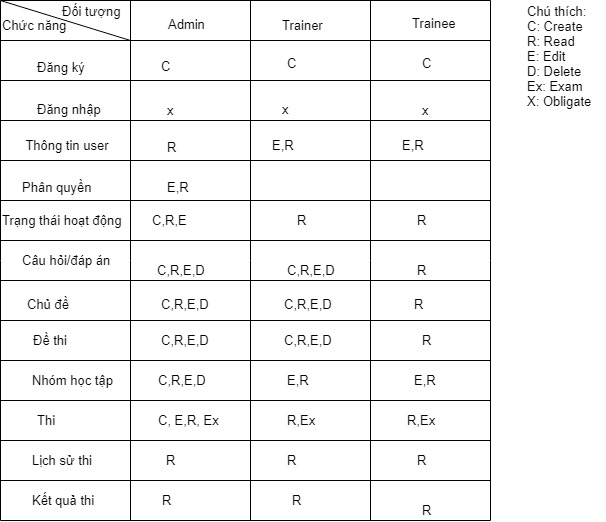 Đối tượng
Chức năng
Admin
Trainer
Trainee
Đăng ký
C
C
C
Đăng nhập
x
x
x
Thông tin user
R
E,R
E,R
Phân quyền
E,R
Trạng thái hoạt động
C,R,E
R
R
Câu hỏi/đáp án
C,R,E,D
C,R,E,D
R
Chủ đề
C,R,E,D
C,R,E,D
R
Đề thi
C,R,E,D
C,R,E,D
R
Nhóm học tập
C,R,E,D
E,R
E,R
Thi
C, E,R, Ex
R,Ex
R,Ex
Lịch sử thi
R
R
R
Kết quả thi
R
R
R
Chú thích:
C: Create
R: Read
E: Edit
D: Delete
Ex: Exam
X: Obligate